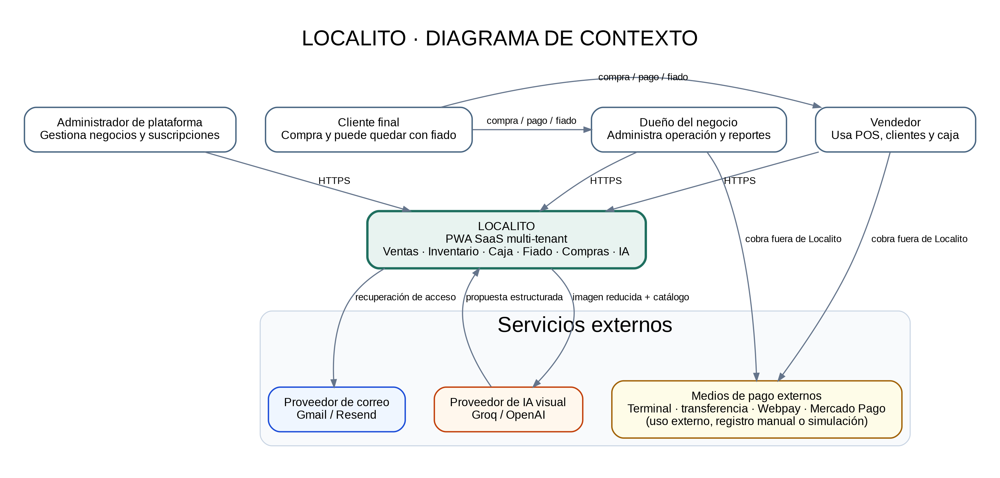 LOCALITO · DIAGRAMA DE CONTEXTO
compra / pago / fiado
Administrador de plataforma
Gestiona negocios y suscripciones
Cliente final
Compra y puede quedar con fiado
compra / pago / fiado
Dueño del negocio
Administra operación y reportes
Vendedor
Usa POS, clientes y caja
HTTPS
HTTPS
HTTPS
LOCALITO
PWA SaaS multi-tenant
Ventas · Inventario · Caja · Fiado · Compras · IA
cobra fuera de Localito
cobra fuera de Localito
recuperación de acceso
propuesta estructurada
imagen reducida + catálogo
Servicios externos
Proveedor de correo
Gmail / Resend
Proveedor de IA visual
Groq / OpenAI
Medios de pago externos
Terminal · transferencia · Webpay · Mercado Pago
(uso externo, registro manual o simulación)